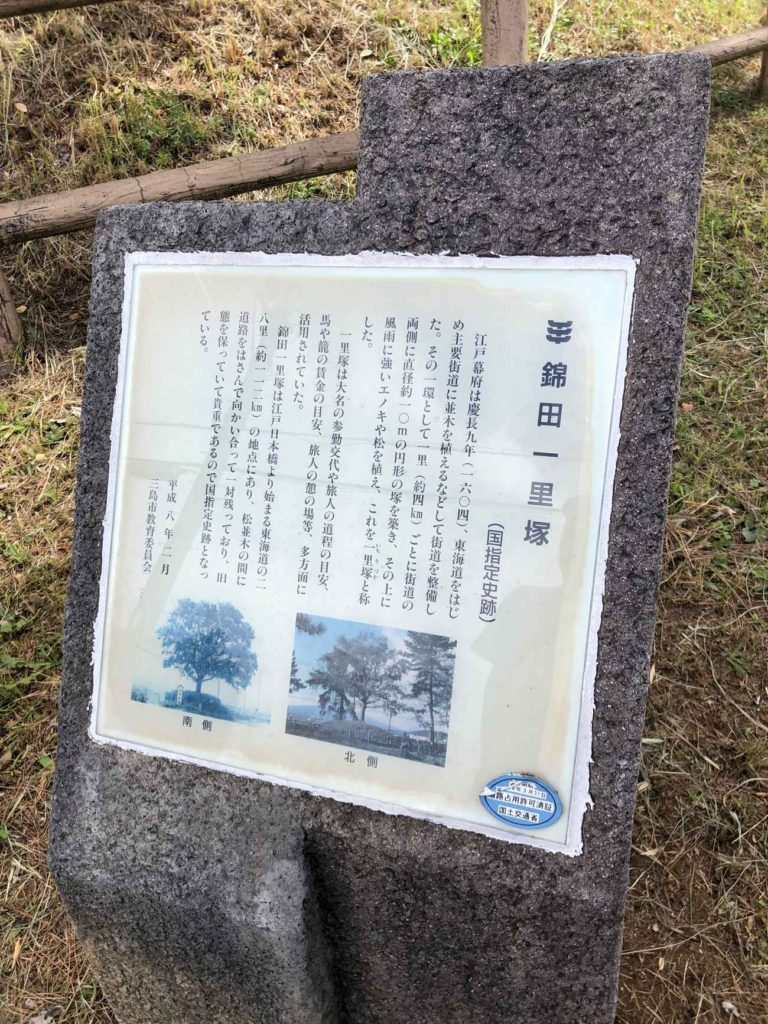 錦田一里塚
(国指定史跡)
江戸幕府は慶長九年(一六〇四)東海道をはじ
め主要街道に並木を植えるなどして街道を整備し
た。その一環として一里(約四㎞)ごとに街道の
両側に直径約一〇mの円形の塚を築き、その上に
風雨に強いエノキや松を植え、これを一里塚と称
した。
一里塚は大名の参勤交代や旅人の道程の目安、
馬や籠の賃金の目安、旅人の憩の場等、多方面に
活用されていた。
錦田一里塚は江戸日本橋より始まる東海道の二
八里(約一一二㎞)の地点にあり、松並木の間に
道路をはさんで向かい合って一対残っており、旧
態を保っていて貴重であるので国指定史跡となっ
ている。
平成八年二月
三島市教育委員会
南側
北側
3月31日
道路占用許可済証
国土交通省